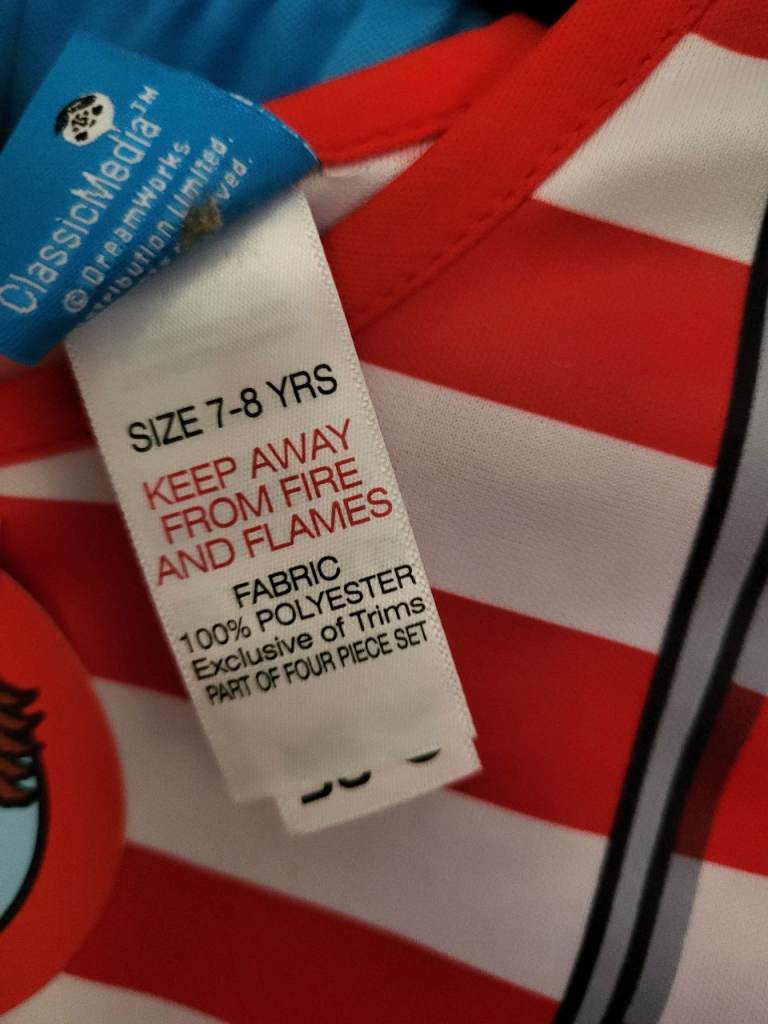 ClassicMedia™
© DreamWorks
Limited.
SIZE 7-8 YRS
KEEP AWAY
FROM FIRE
AND FLAMES
FABRIC
100% POLYESTER
Exclusive of Trims
PART OF FOUR PIECE SET